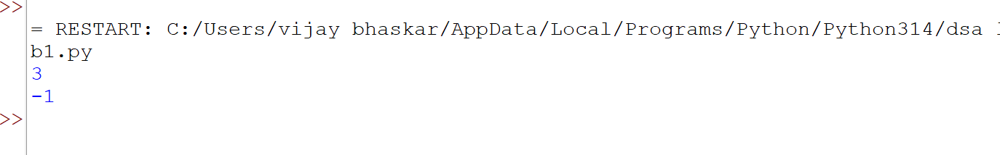 >>
= RESTART: C:/Users/vijay bhaskar/AppData/Local/Programs/Python/Python314/dsa
b1.py
3
-1
>>